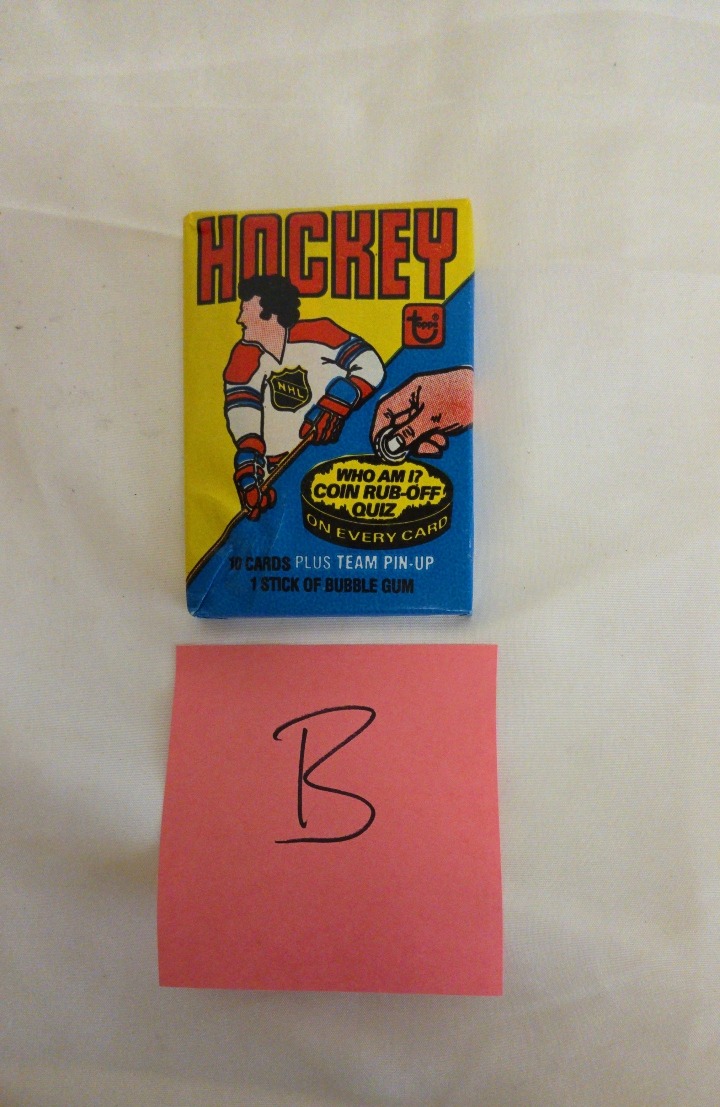 HOCKEY
topps®
NHL
WHO AM I?
COIN RUB-OFF
QUIZ
ON EVERY CARD
10 CARDS PLUS TEAM PIN-UP
1 STICK OF BUBBLE GUM
B